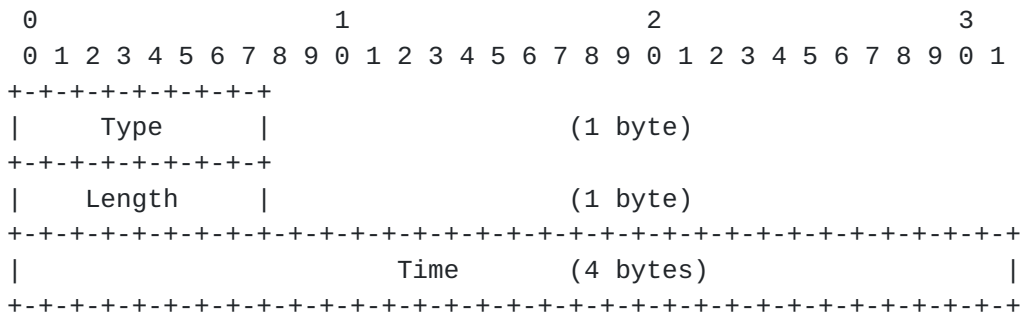 0                   1                   2                   3
 0 1 2 3 4 5 6 7 8 9 0 1 2 3 4 5 6 7 8 9 0 1 2 3 4 5 6 7 8 9 0 1
+-+-+-+-+-+-+-+-+
|     Type      |                   (1 byte)
+-+-+-+-+-+-+-+-+
|    Length     |                   (1 byte)
+-+-+-+-+-+-+-+-+-+-+-+-+-+-+-+-+-+-+-+-+-+-+-+-+-+-+-+-+-+-+-+-+
|                        Time       (4 bytes)                   |
+-+-+-+-+-+-+-+-+-+-+-+-+-+-+-+-+-+-+-+-+-+-+-+-+-+-+-+-+-+-+-+-+